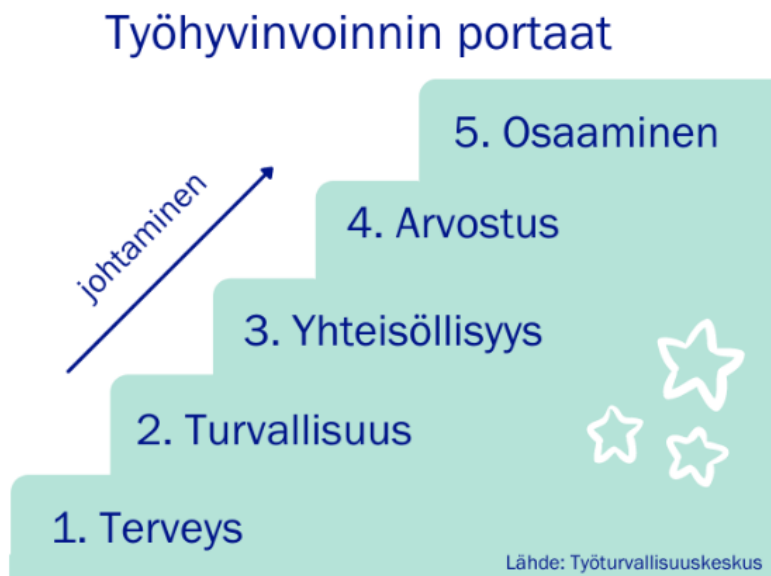 Työhyvinvoinnin portaat
5. Osaaminen
johtaminen
4. Arvostus
3. Yhteisöllisyys
2. Turvallisuus
1. Terveys
Lähde: Työturvallisuuskeskus